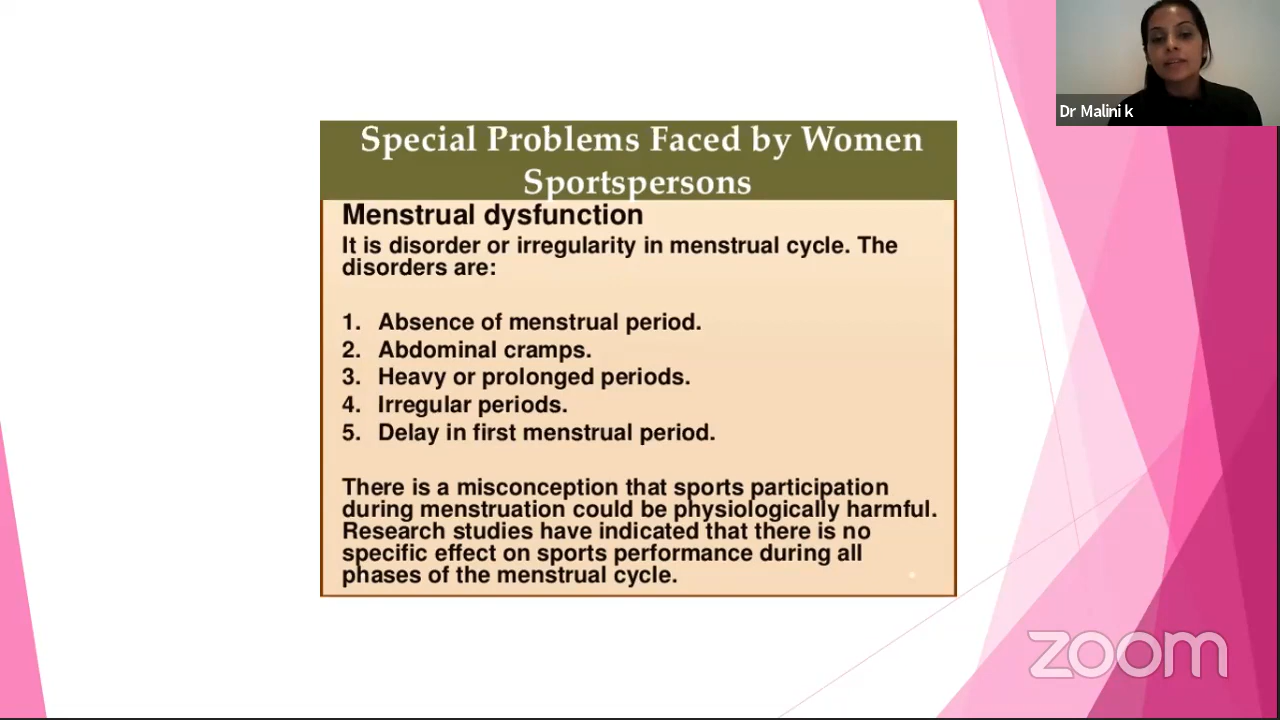 Dr Malini k
Special Problems Faced by Women
Sportspersons
Menstrual dysfunction
It is disorder or irregularity in menstrual cycle. The
disorders are:
1. Absence of menstrual period.
2. Abdominal cramps.
3. Heavy or prolonged periods.
4. Irregular periods.
5. Delay in first menstrual period.
There is a misconception that sports participation
during menstruation could be physiologically harmful.
Research studies have indicated that there is no
specific effect on sports performance during all
phases of the menstrual cycle.
zoom